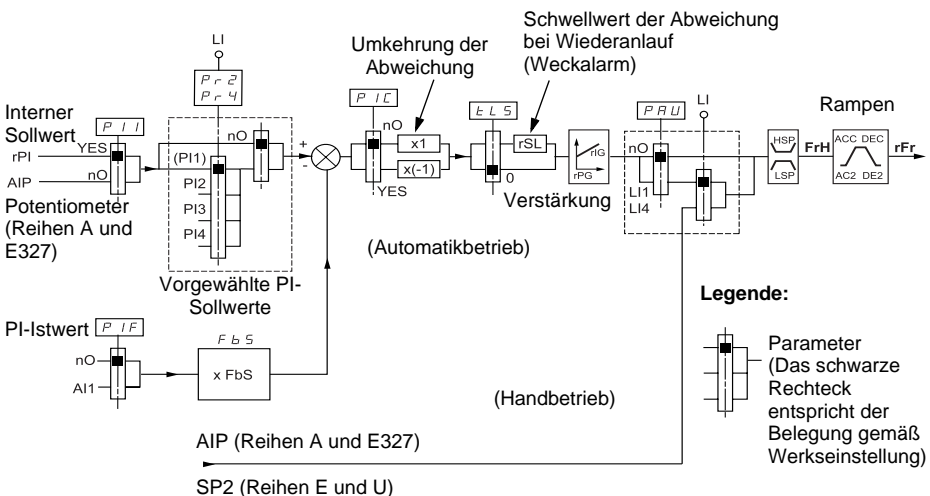 Schwellwert der Abweichung
bei Wiederanlauf
(Weckalarm)
Umkehrung der
Abweichung
LI
Pr2
Pr4
Interner
Sollwert
PII
YES
rPI
nO
AIP
Potentiometer
(Reihen A und
E327)
(PI1)
PI2
PI3
PI4
nO
Vorgewählte PI-
Sollwerte
+
-
PIC
nO
x1
x(-1)
YES
tLS
rSL
0
rIG
rPG
Verstärkung
PAU
LI
nO
LI1
LI4
Rampen
HSP
LSP
FrH
ACC DEC
AC2 DE2
rFr
(Automatikbetrieb)
PI-Istwert
PIF
nO
AI1
FbS
x FbS
(Handbetrieb)
AIP (Reihen A und E327)
SP2 (Reihen E und U)
Legende:
Parameter
(Das schwarze
Rechteck
entspricht der
Belegung gemäß
Werkseinstellung)